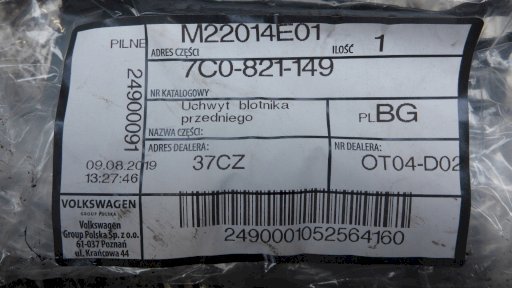 PILNE
M22014E01
ADRES CZĘŚCI
ILOŚĆ
1
7C0-821-149
NR KATALOGOWY
24900091
Uchwyt błotnika
przedniego
NAZWA CZĘŚCI:
PL BG
ADRES DEALERA:
NR DEALERA:
09.08.2019
13:27:46
37CZ
OT04-D02
VOLKSWAGEN
GROUP POLSKA
Volkswagen
Group Polska Sp. z o.o.
61-037 Poznań
ul. Krańcowa 44
2490001052564160